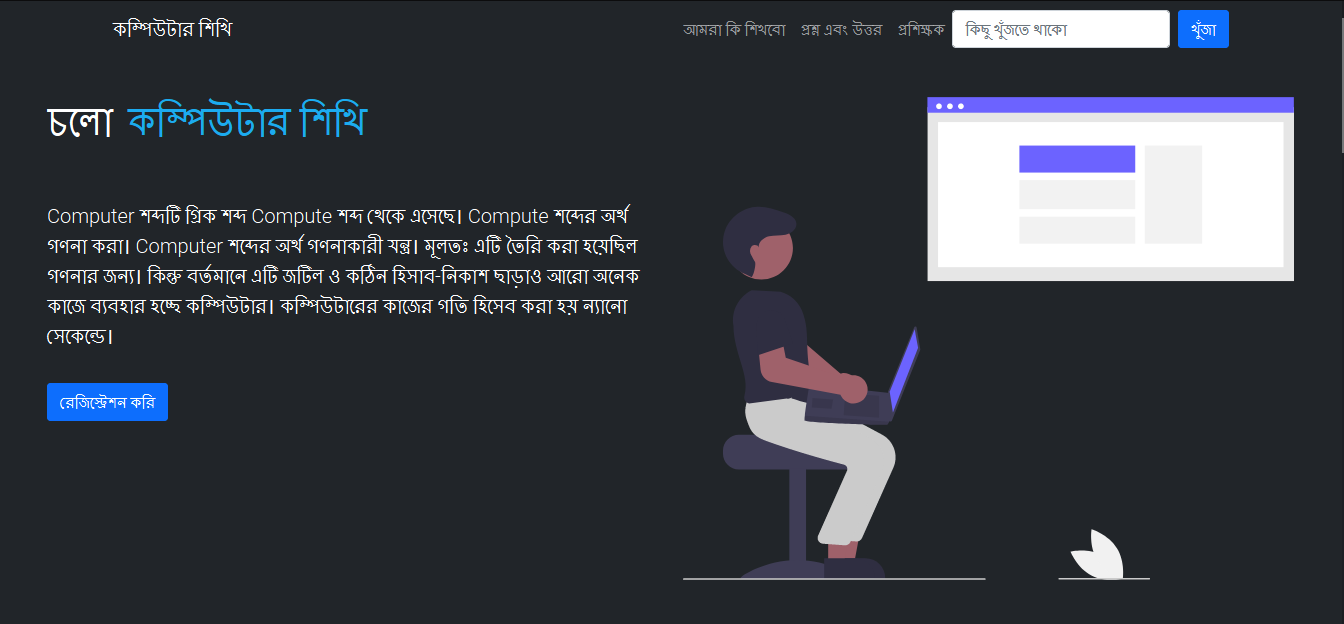 কম্পিউটার শিখি
আমরা কি শিখবো প্রশ্ন এবং উত্তর প্রশিক্ষক কিছু খুঁজতে থাকো খুঁজা
চলো কম্পিউটার শিখি
Computer শব্দটি গ্রিক শব্দ Compute শব্দ থেকে এসেছে। Compute শব্দের অর্থ
গণনা করা। Computer শব্দের অর্থ গণনাকারী যন্ত্র। মূলতঃ এটি তৈরি করা হয়েছিল
গণনার জন্য। কিন্তু বর্তমানে এটি জটিল ও কঠিন হিসাব-নিকাশ ছাড়াও আরো অনেক
কাজে ব্যবহার হচ্ছে কম্পিউটার। কম্পিউটারের কাজের গতি হিসেব করা হয় ন্যানো
সেকেন্ডে।
রেজিস্ট্রেশন করি